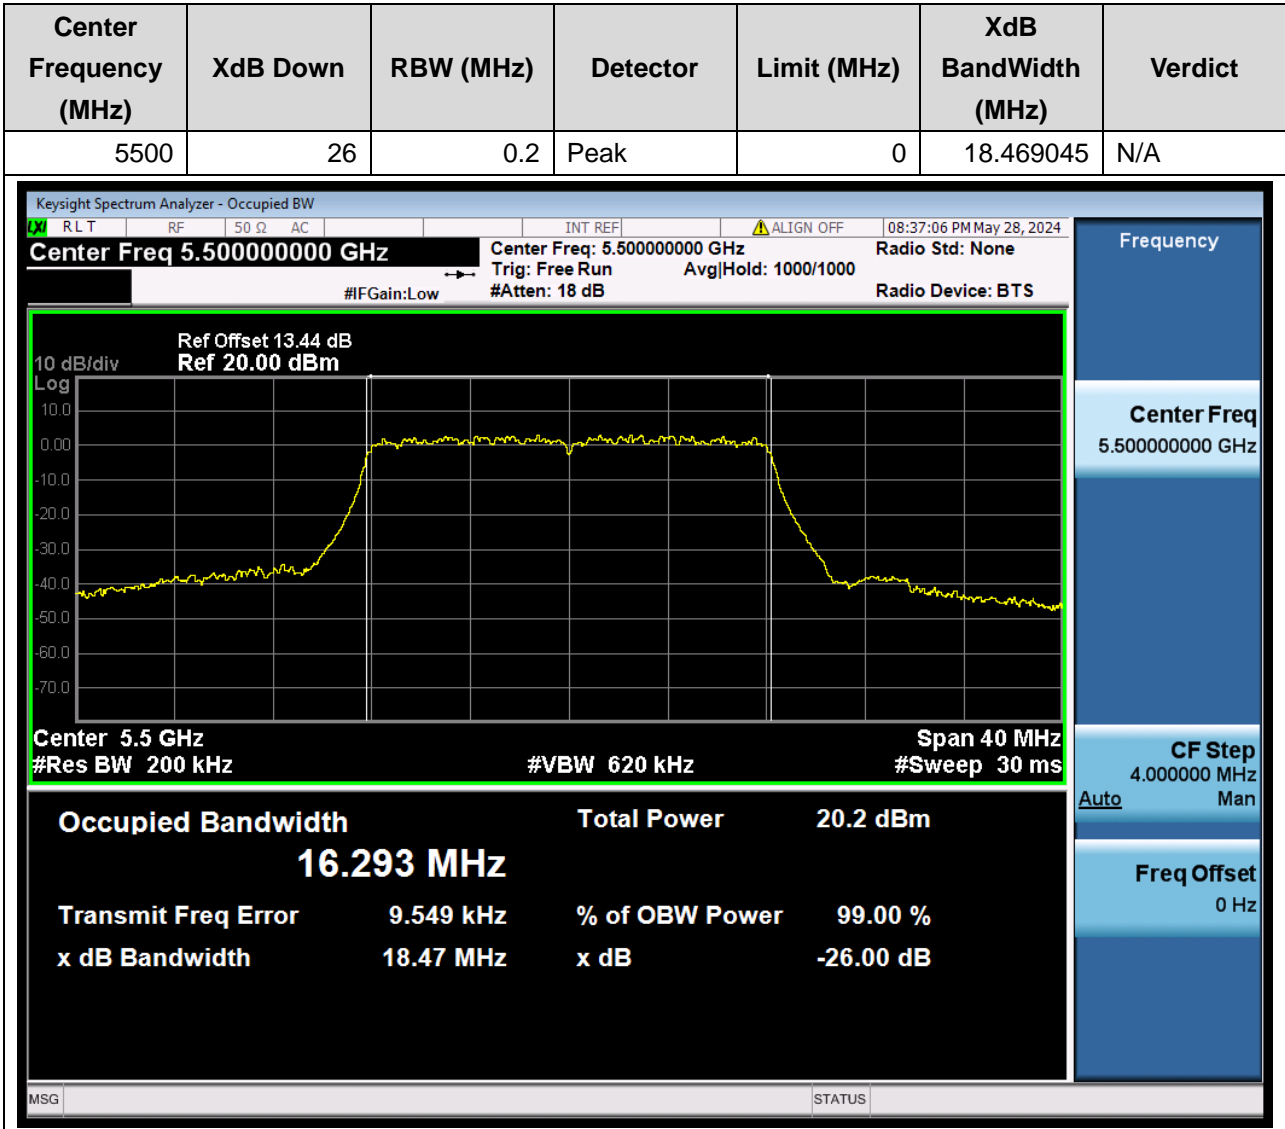 Center Frequency (MHz) XdB Down RBW (MHz) Detector Limit (MHz) XdB BandWidth (MHz) Verdict
5500 26 0.2 Peak 0 18.469045 N/A
Keysight Spectrum Analyzer - Occupied BW
LXI RLT RF 50 Ω AC INT REF ALIGN OFF 08:37:06 PM May 28, 2024
Center Freq 5.500000000 GHz
Center Freq: 5.500000000 GHz
Radio Std: None
Trig: Free Run Avg|Hold: 1000/1000
#IFGain:Low
#Atten: 18 dB
Radio Device: BTS
Ref Offset 13.44 dB
10 dB/div Ref 20.00 dBm
Log
10.0
0.00
-10.0
-20.0
-30.0
-40.0
-50.0
-60.0
-70.0
Center 5.5 GHz Span 40 MHz
#Res BW 200 kHz #VBW 620 kHz #Sweep 30 ms
Occupied Bandwidth Total Power 20.2 dBm
16.293 MHz
Transmit Freq Error 9.549 kHz % of OBW Power 99.00 %
x dB Bandwidth 18.47 MHz x dB -26.00 dB
Frequency
Center Freq
5.500000000 GHz
CF Step
4.000000 MHz
Auto Man
Freq Offset
0 Hz
MSG STATUS